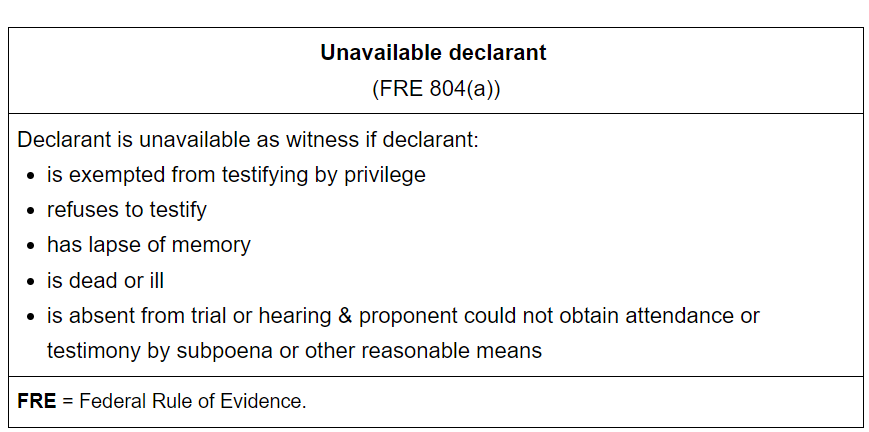 Unavailable declarant
(FRE 804(a))
Declarant is unavailable as witness if declarant:
• is exempted from testifying by privilege
• refuses to testify
• has lapse of memory
• is dead or ill
• is absent from trial or hearing & proponent could not obtain attendance or
testimony by subpoena or other reasonable means
FRE = Federal Rule of Evidence.